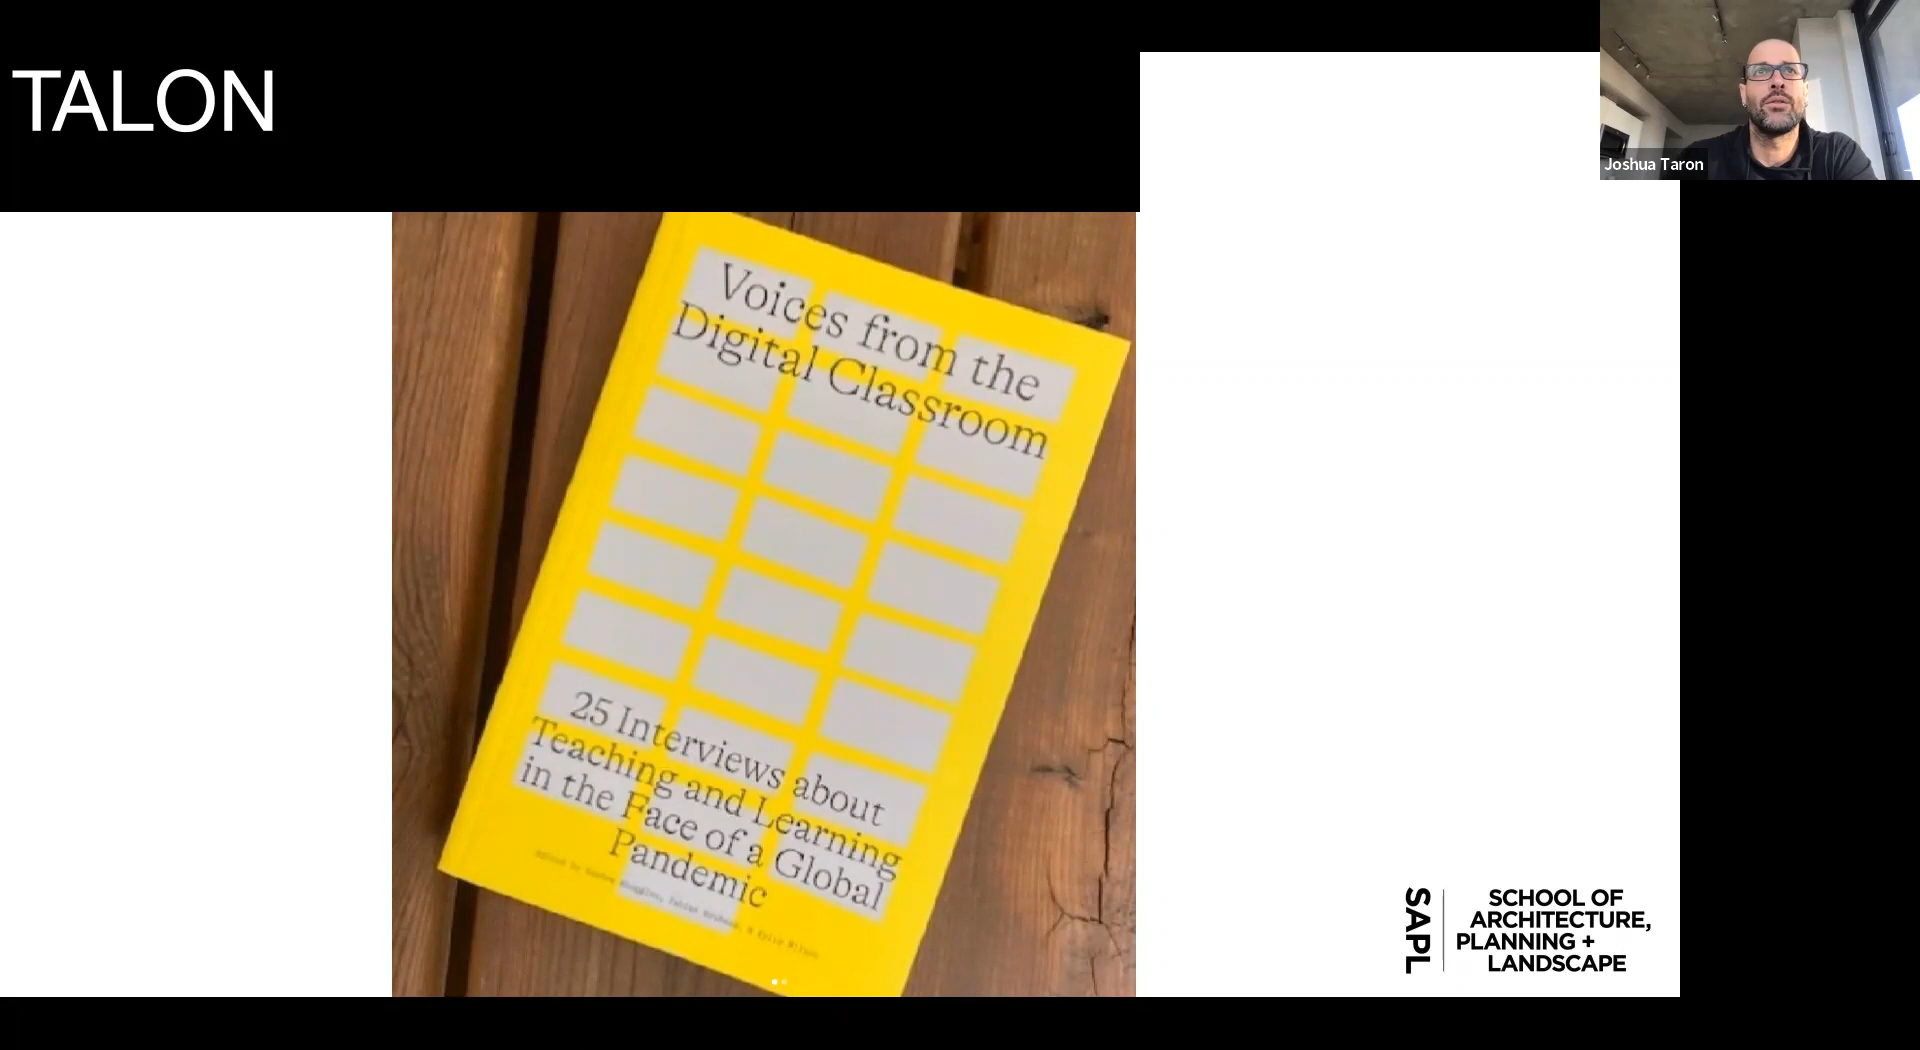 TALON
Joshua Taron
Voices from the
Digital Classroom
25 Interviews about
Teaching and Learning
in the Face of a Global
Pandemic
SAPL
SCHOOL OF
ARCHITECTURE,
PLANNING +
LANDSCAPE